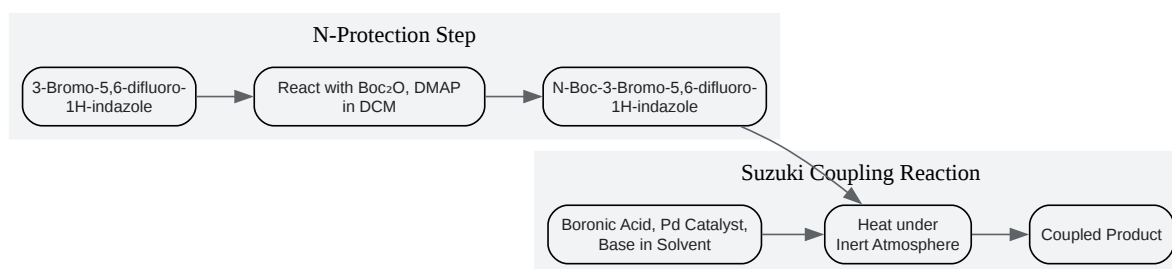 N-Protection Step
3-Bromo-5,6-difluoro-
1H-indazole
React with Boc₂O, DMAP
in DCM
N-Boc-3-Bromo-5,6-difluoro-
1H-indazole
Suzuki Coupling Reaction
Boronic Acid, Pd Catalyst,
Base in Solvent
Heat under
Inert Atmosphere
Coupled Product